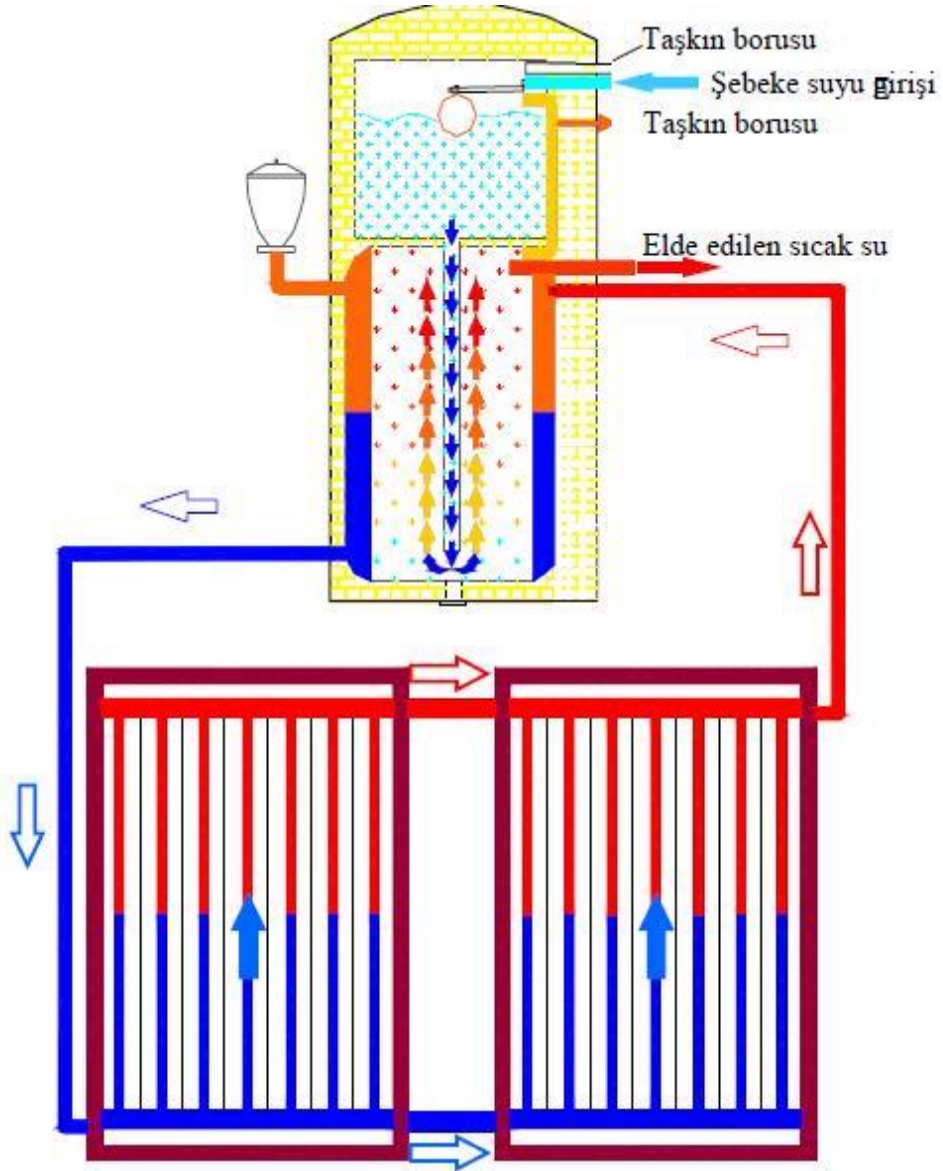 Taşkın borusu
Şebeke suyu girişi
Taşkın borusu
Elde edilen sıcak su